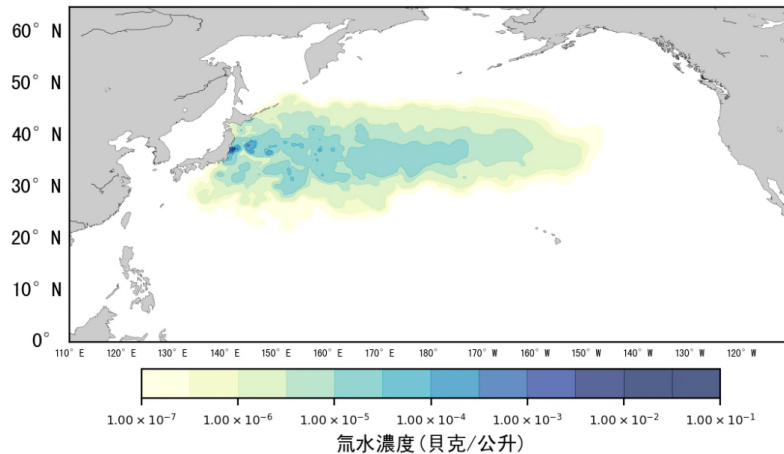 60° N
50° N
40° N
30° N
20° N
10° N
0°
110° E 120° E 130° E 140° E 150° E 160° E 170° E 180° 170° W 160° W 150° W 140° W 130° W 120° W
1.00 × 10⁻⁷ 1.00 × 10⁻⁶ 1.00 × 10⁻⁵ 1.00 × 10⁻⁴ 1.00 × 10⁻³ 1.00 × 10⁻² 1.00 × 10⁻¹
氚水濃度(貝克/公升)